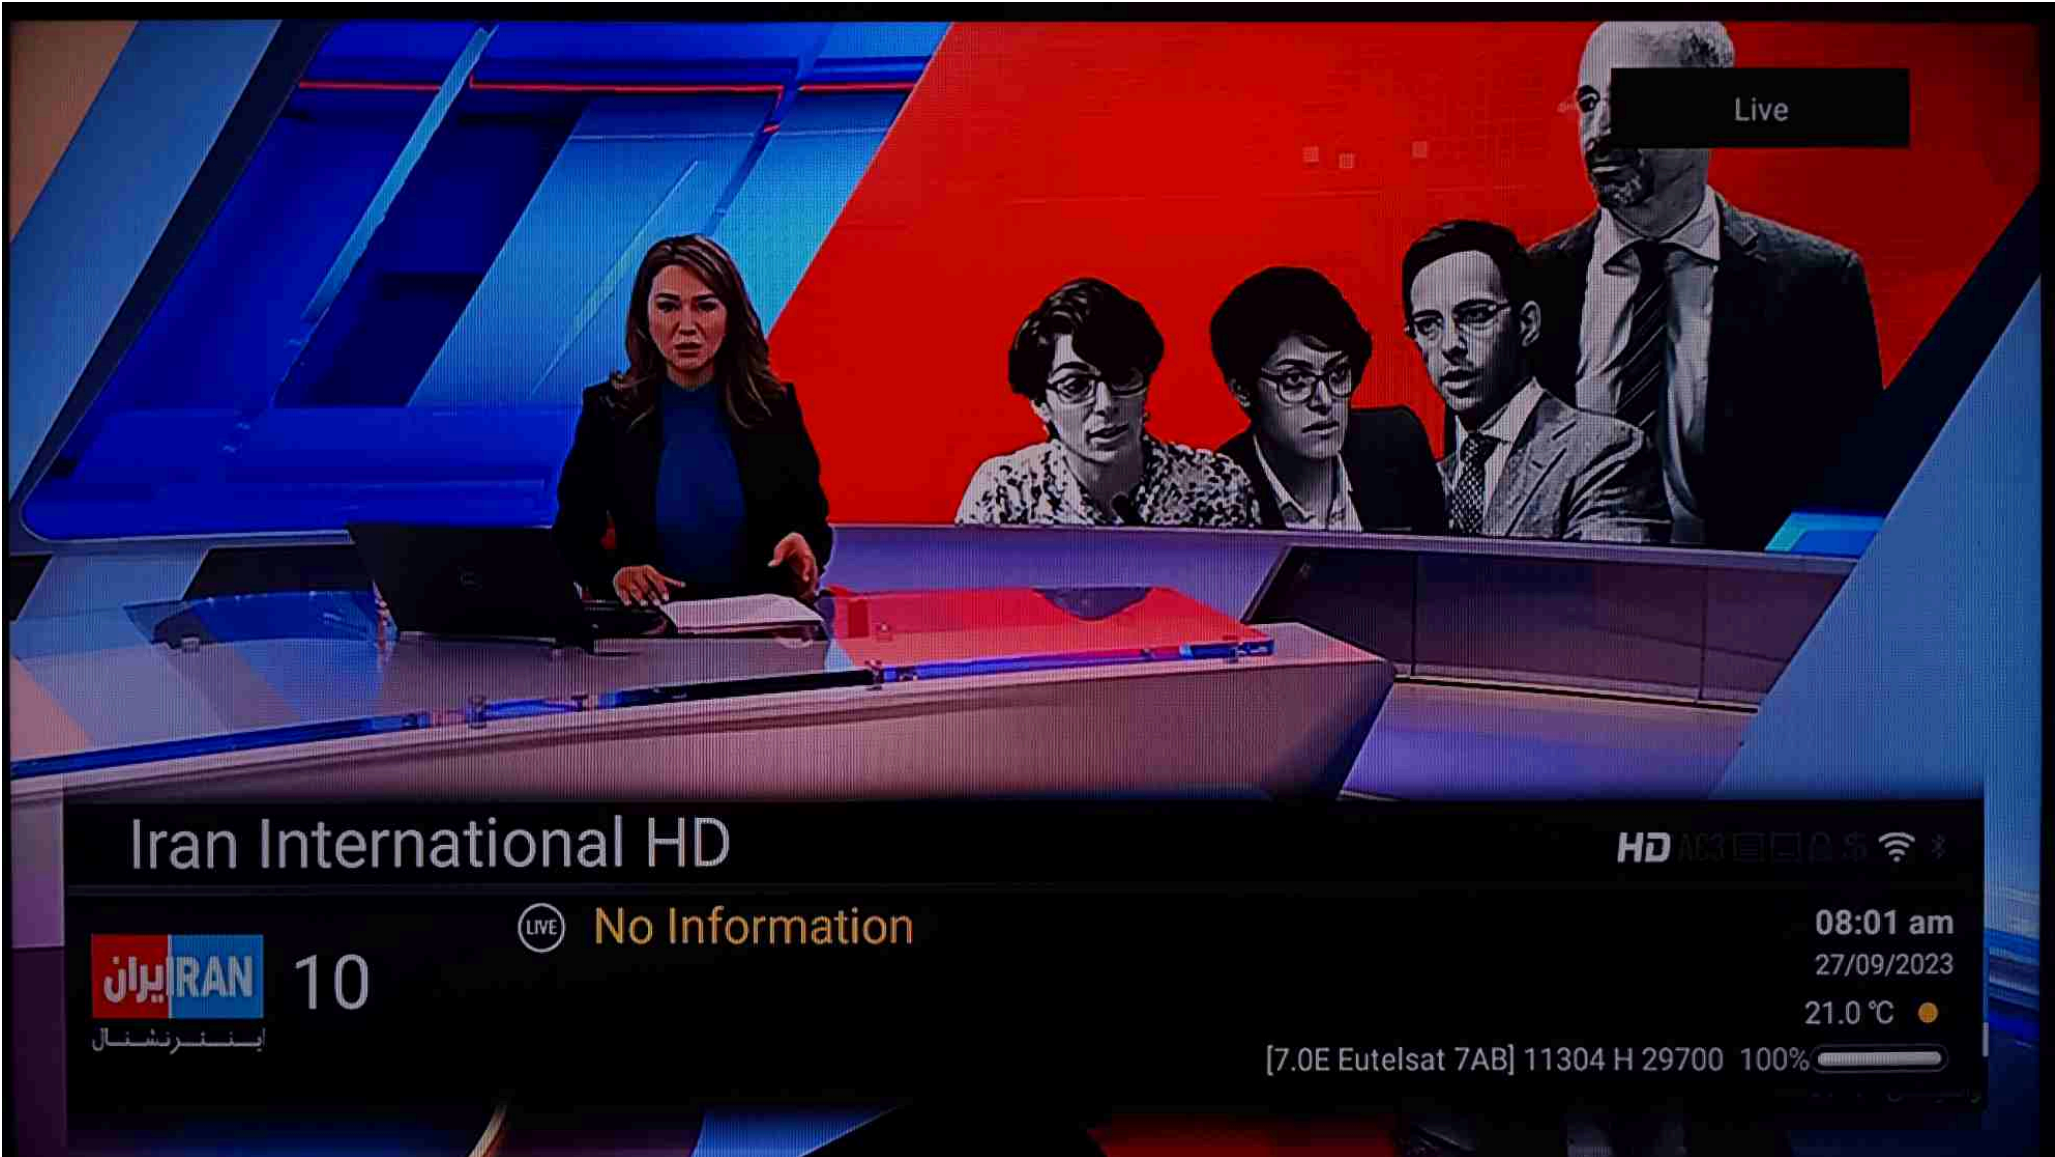 Live
Iran International HD
HD AC3
LIVE No Information
08:01 am
ایران IRAN
10
27/09/2023
اینترنشنال
21.0 °C
[7.0E Eutelsat 7AB] 11304 H 29700 100%